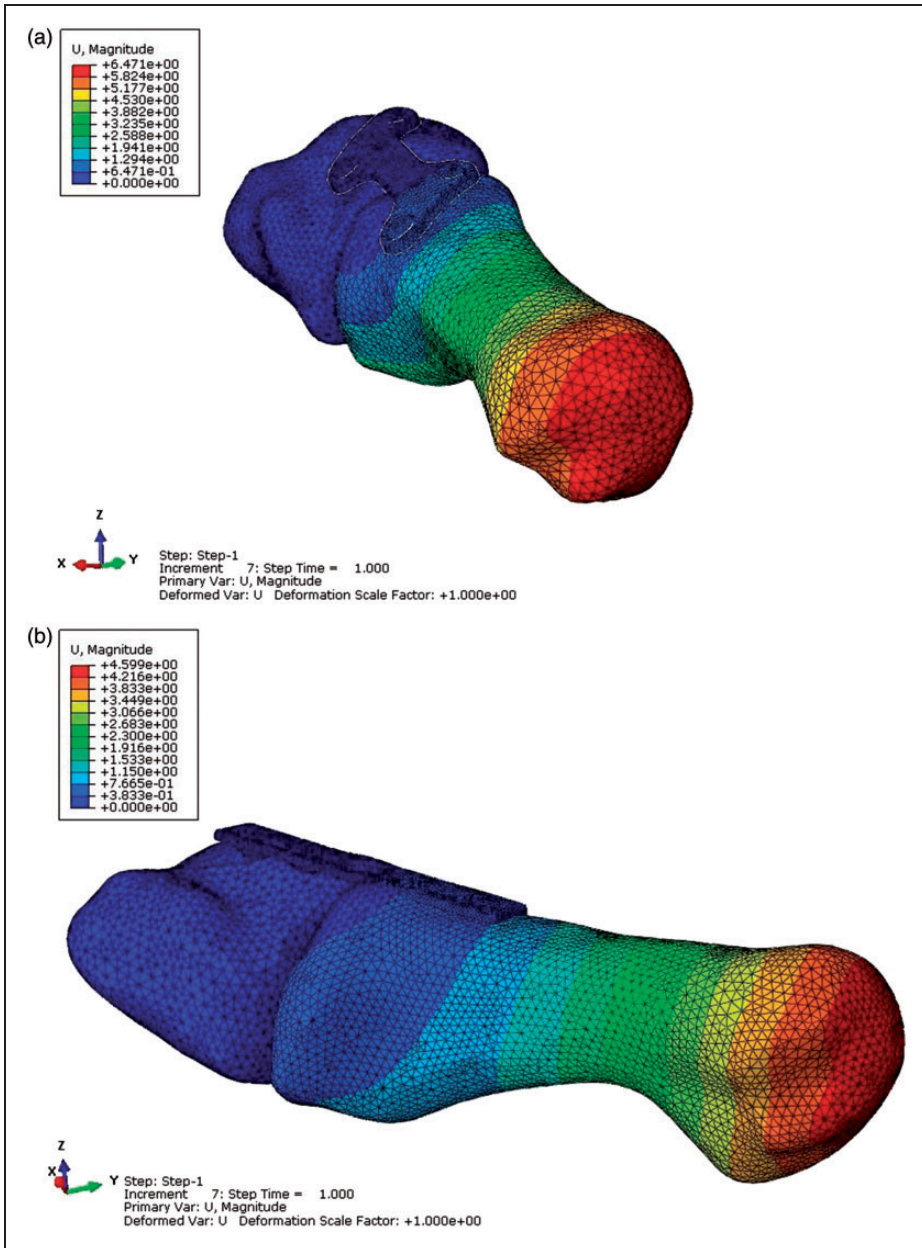 (a)
U, Magnitude
+6.471e+00
+5.824e+00
+5.177e+00
+4.530e+00
+3.882e+00
+3.235e+00
+2.588e+00
+1.941e+00
+1.294e+00
+6.471e-01
+0.000e+00
Z
X
Y
Step: Step-1
Increment 7: Step Time = 1.000
Primary Var: U, Magnitude
Deformed Var: U Deformation Scale Factor: +1.000e+00
(b)
U, Magnitude
+4.599e+00
+4.216e+00
+3.833e+00
+3.449e+00
+3.066e+00
+2.683e+00
+2.300e+00
+1.916e+00
+1.533e+00
+1.150e+00
+7.665e-01
+3.833e-01
+0.000e+00
Z
X
Y
Step: Step-1
Increment 7: Step Time = 1.000
Primary Var: U, Magnitude
Deformed Var: U Deformation Scale Factor: +1.000e+00